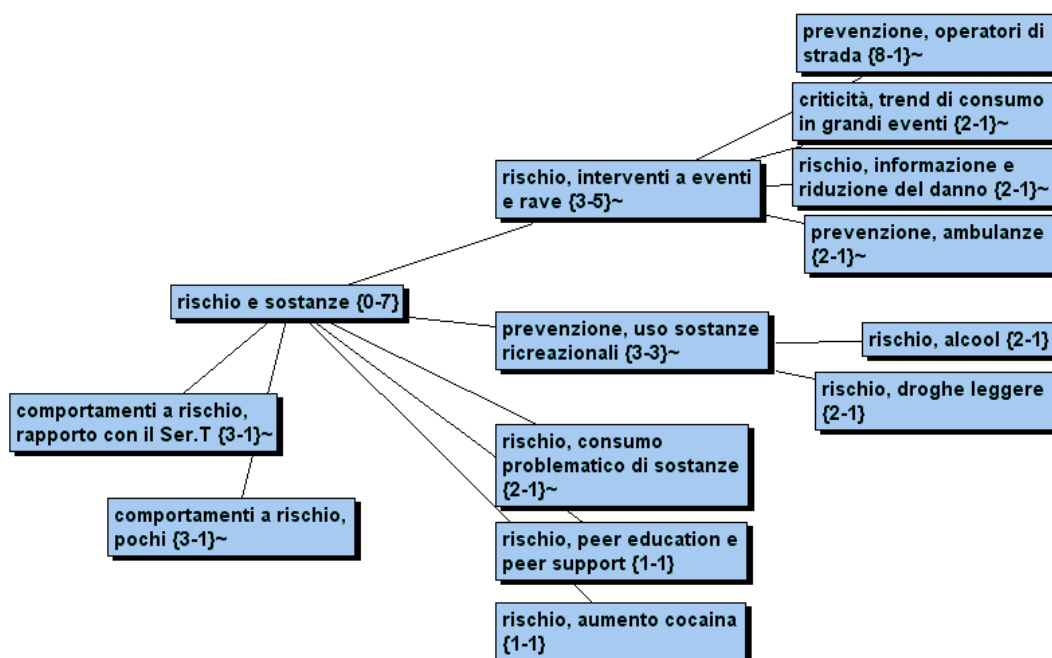 prevenzione, operatori di
strada {8-1}~
criticità, trend di consumo
in grandi eventi {2-1}~
rischio, interventi a eventi
e rave {3-5}~
rischio, informazione e
riduzione del danno {2-1}~
prevenzione, ambulanze
{2-1}~
rischio e sostanze {0-7}
prevenzione, uso sostanze
ricreazionali {3-3}~
rischio, alcool {2-1}
rischio, droghe leggere
{2-1}
comportamenti a rischio,
rapporto con il Ser.T {3-1}~
rischio, consumo
problematico di sostanze
{2-1}~
comportamenti a rischio,
pochi {3-1}~
rischio, peer education e
peer support {1-1}
rischio, aumento cocaina
{1-1}